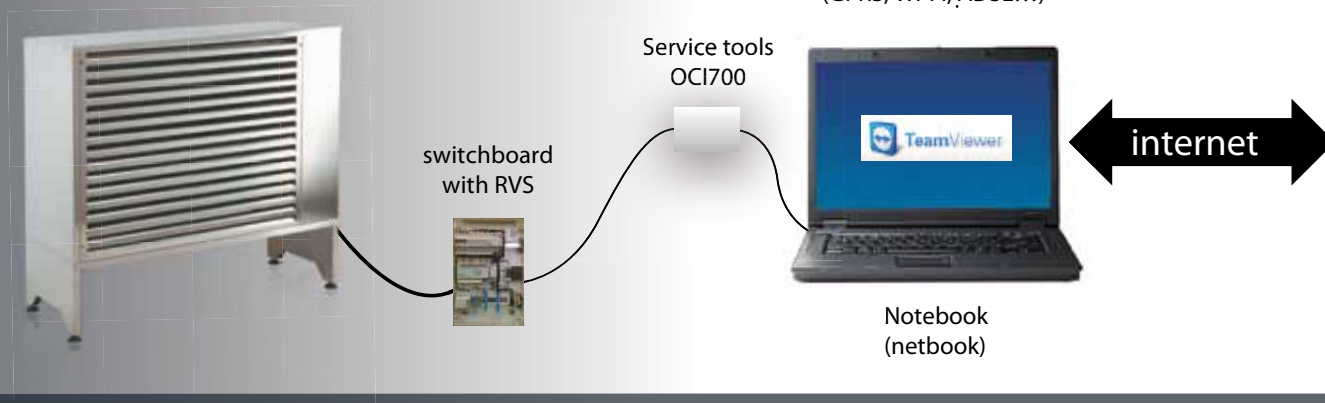 Service tools
OCI700
TeamViewer
internet
switchboard
with RVS
Notebook
(netbook)